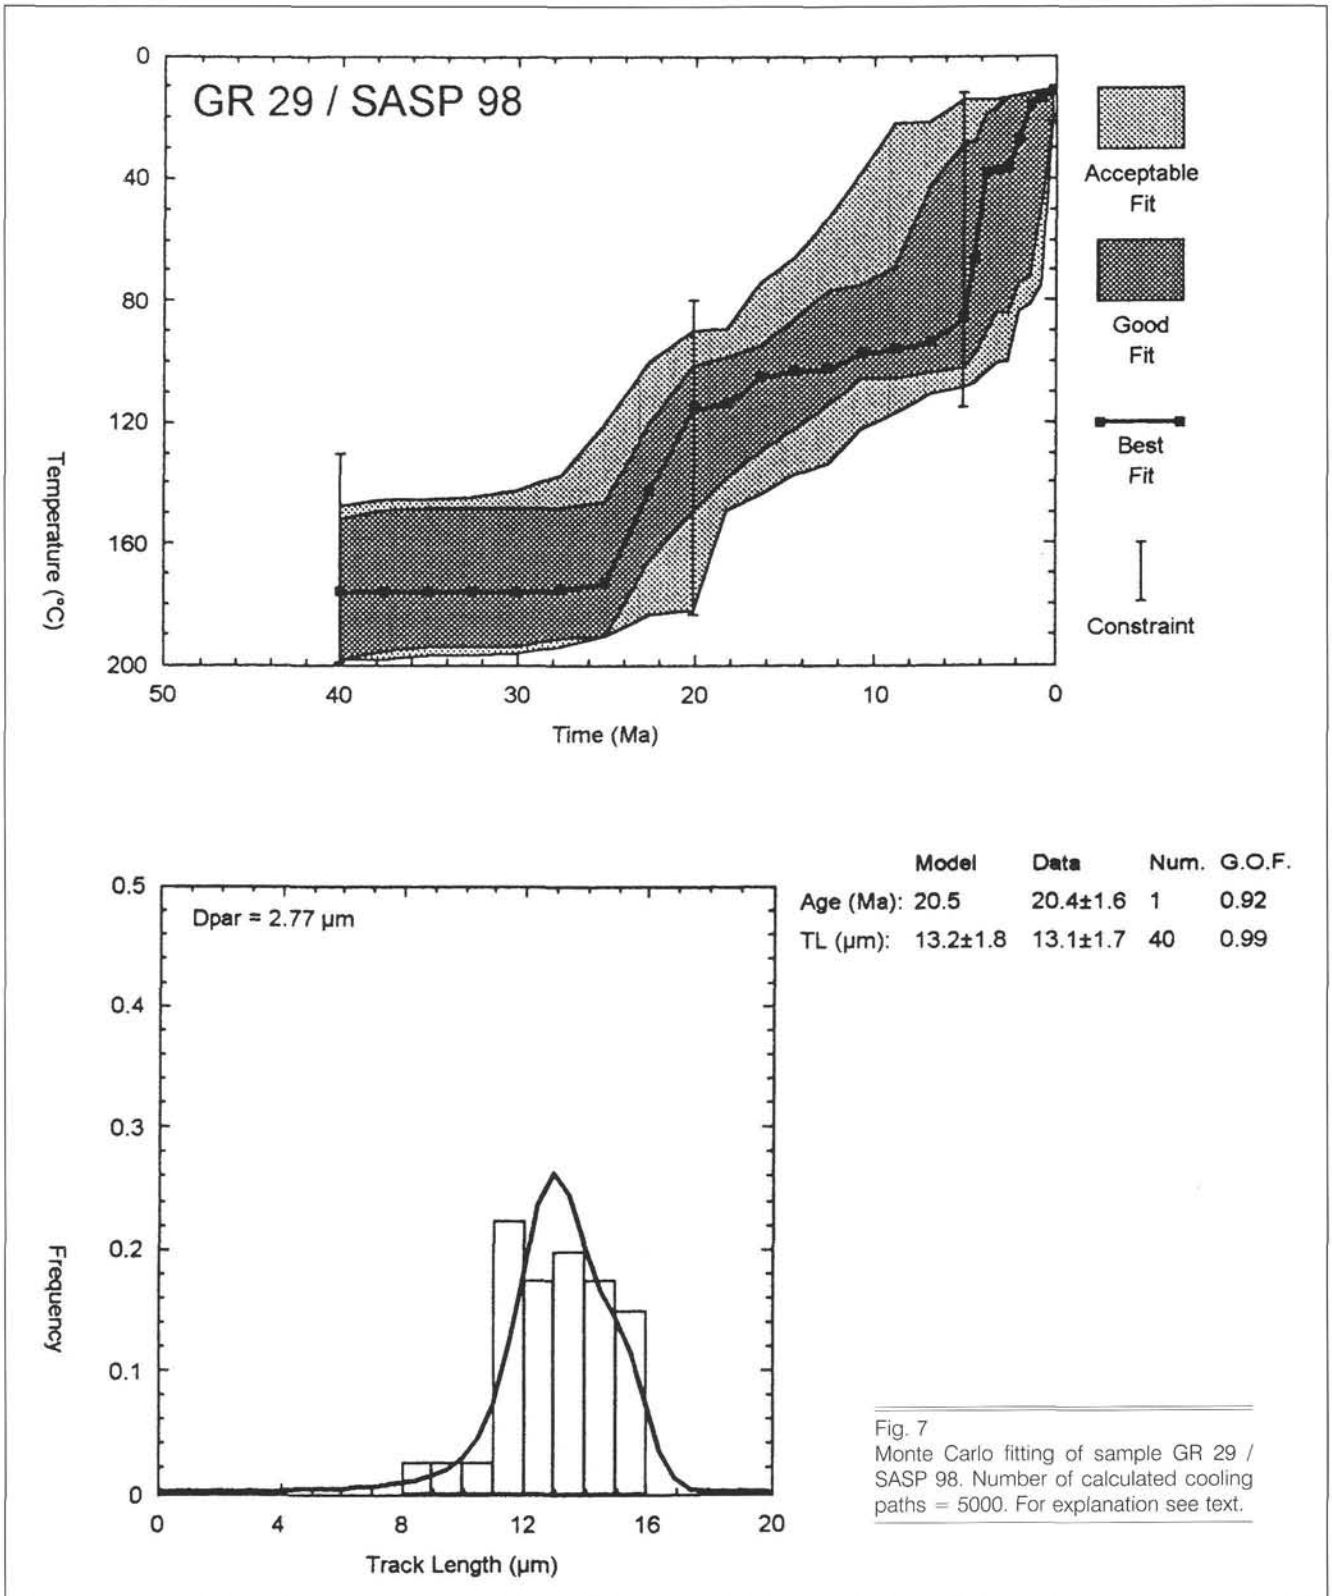 GR 29 / SASP 98
0
40
80
120
160
200
Temperature (°C)
50
40
30
20
10
0
Time (Ma)
Acceptable
Fit
Good
Fit
Best
Fit
Constraint
Model Data Num. G.O.F.
Age (Ma): 20.5 20.4±1.6 1 0.92
TL (µm): 13.2±1.8 13.1±1.7 40 0.99
Dpar = 2.77 µm
0.5
0.4
0.3
0.2
0.1
0
Frequency
0
4
8
12
16
20
Track Length (µm)
Fig. 7
Monte Carlo fitting of sample GR 29 /
SASP 98. Number of calculated cooling
paths = 5000. For explanation see text.